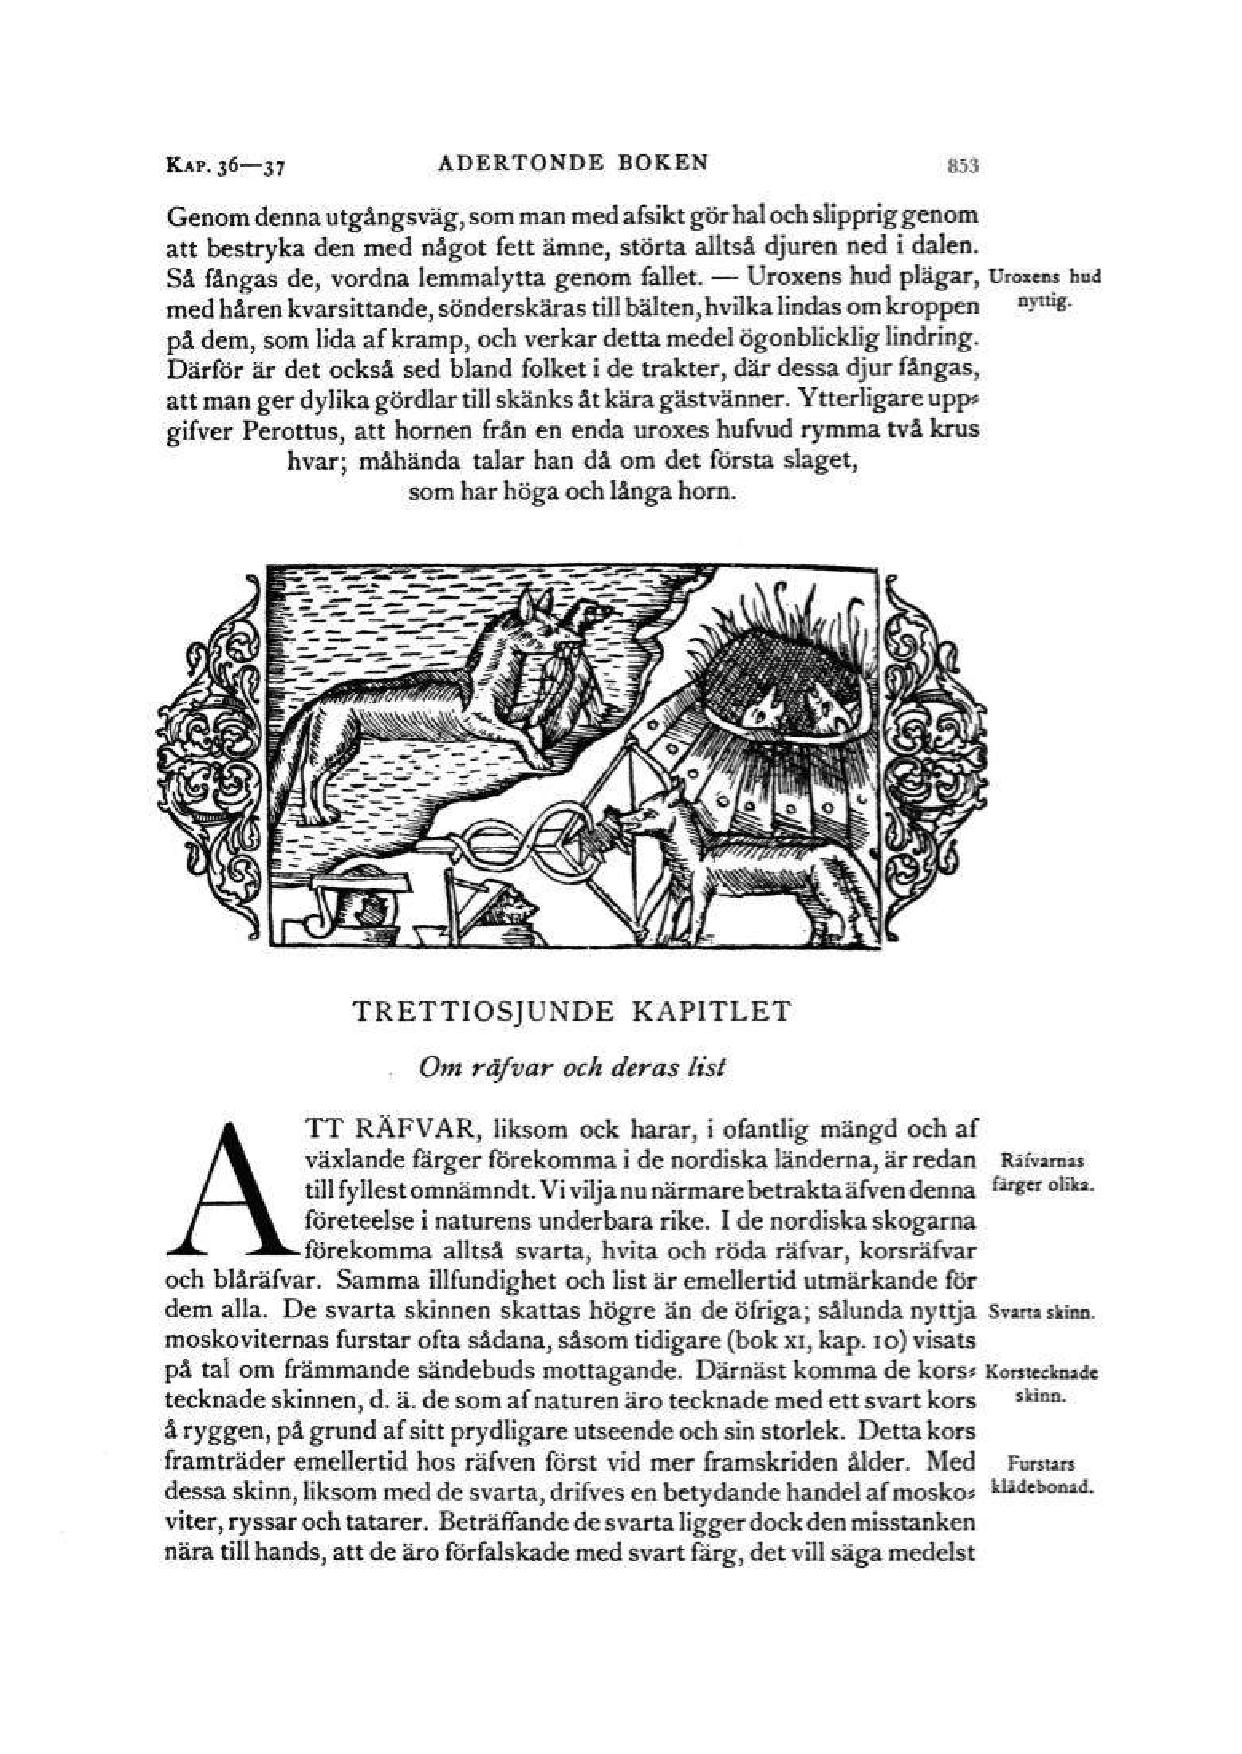 KAP. 36—37 ADERTONDE BOKEN 853
Genom denna utgångsväg, som man med afsikt gör hal och slipprig genom
att bestryka den med något fett ämne, störta alltså djuren ned i dalen.
Så fångas de, vordna lemmalytta genom fallet. — Uroxens hud plägar,
Uroxens hud
med håren kvarsittande, sönderskäras till bälten, hvilka lindas om kroppen
nyttig.
på dem, som lida af kramp, och verkar detta medel ögonblicklig lindring.
Därför är det också sed bland folket i de trakter, där dessa djur fångas,
att man ger dylika gördlar till skänks åt kära gästvänner. Ytterligare upp-
gifver Perottus, att hornen från en enda uroxes hufvud rymma två krus
hvar; måhända talar han då om det första slaget,
som har höga och långa horn.
TRETTIOSJUNDE KAPITLET
Om räfvar och deras list
ATT RÄFVAR, liksom ock harar, i ofantlig mängd och af
växlande färger förekomma i de nordiska länderna, är redan
Räfvarnas
till fyllest omnämndt. Vi vilja nu närmare betrakta äfven denna
färger olika.
företeelse i naturens underbara rike. I de nordiska skogarna
förekomma alltså svarta, hvita och röda räfvar, korsräfvar
och blåräfvar. Samma illfundighet och list är emellertid utmärkande för
dem alla. De svarta skinnen skattas högre än de öfriga; sålunda nyttja
Svarta skinn.
moskoviternas furstar ofta sådana, såsom tidigare (bok XI, kap. 10) visats
på tal om främmande sändebuds mottagande. Därnäst komma de kors-
Korstecknade
tecknade skinnen, d. ä. de som af naturen äro tecknade med ett svart kors
skinn.
å ryggen, på grund af sitt prydligare utseende och sin storlek. Detta kors
framträder emellertid hos räfven först vid mer framskriden ålder. Med
Furstars
dessa skinn, liksom med de svarta, drifves en betydande handel af mosko-
klädebonad.
viter, ryssar och tatarer. Beträffande de svarta ligger dock den misstanken
nära till hands, att de äro förfalskade med svart färg, det vill säga medelst